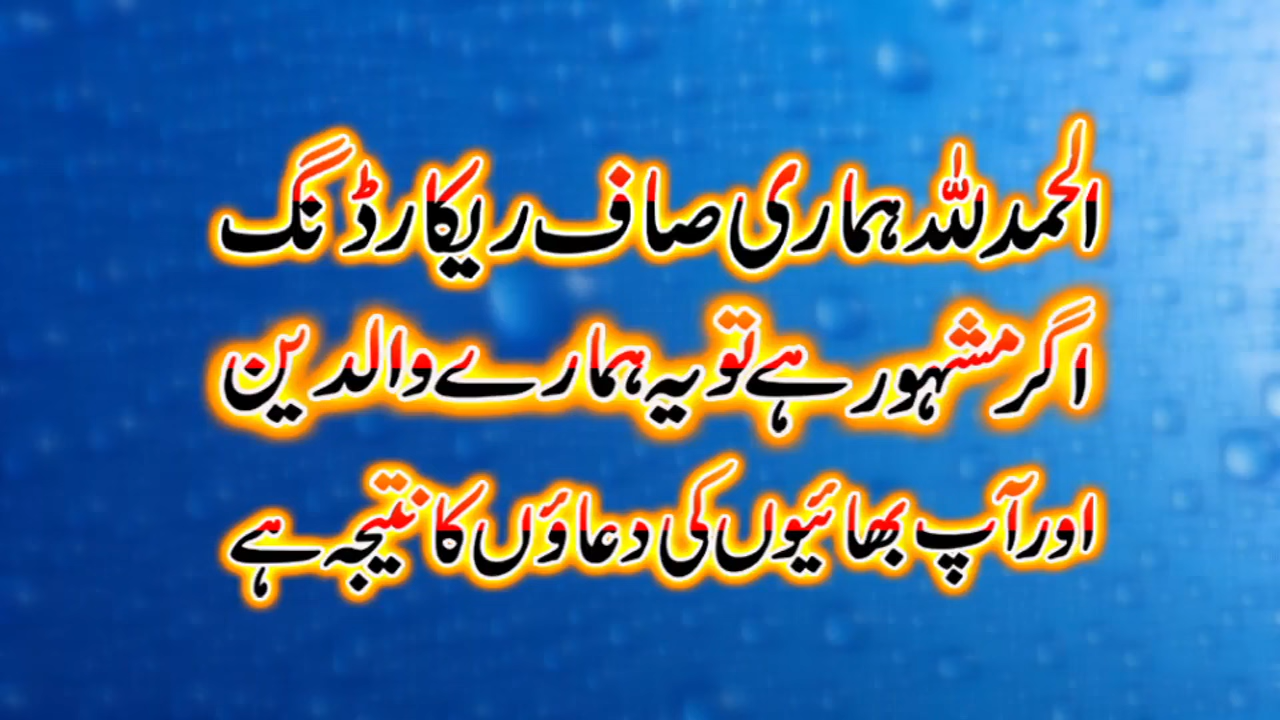 الحمدللہ ہماری صاف ریکارڈنگ
اگر مشہور ہے تو یہ ہمارے والدین
اور آپ بھائیوں کی دعاؤں کا نتیجہ ہے